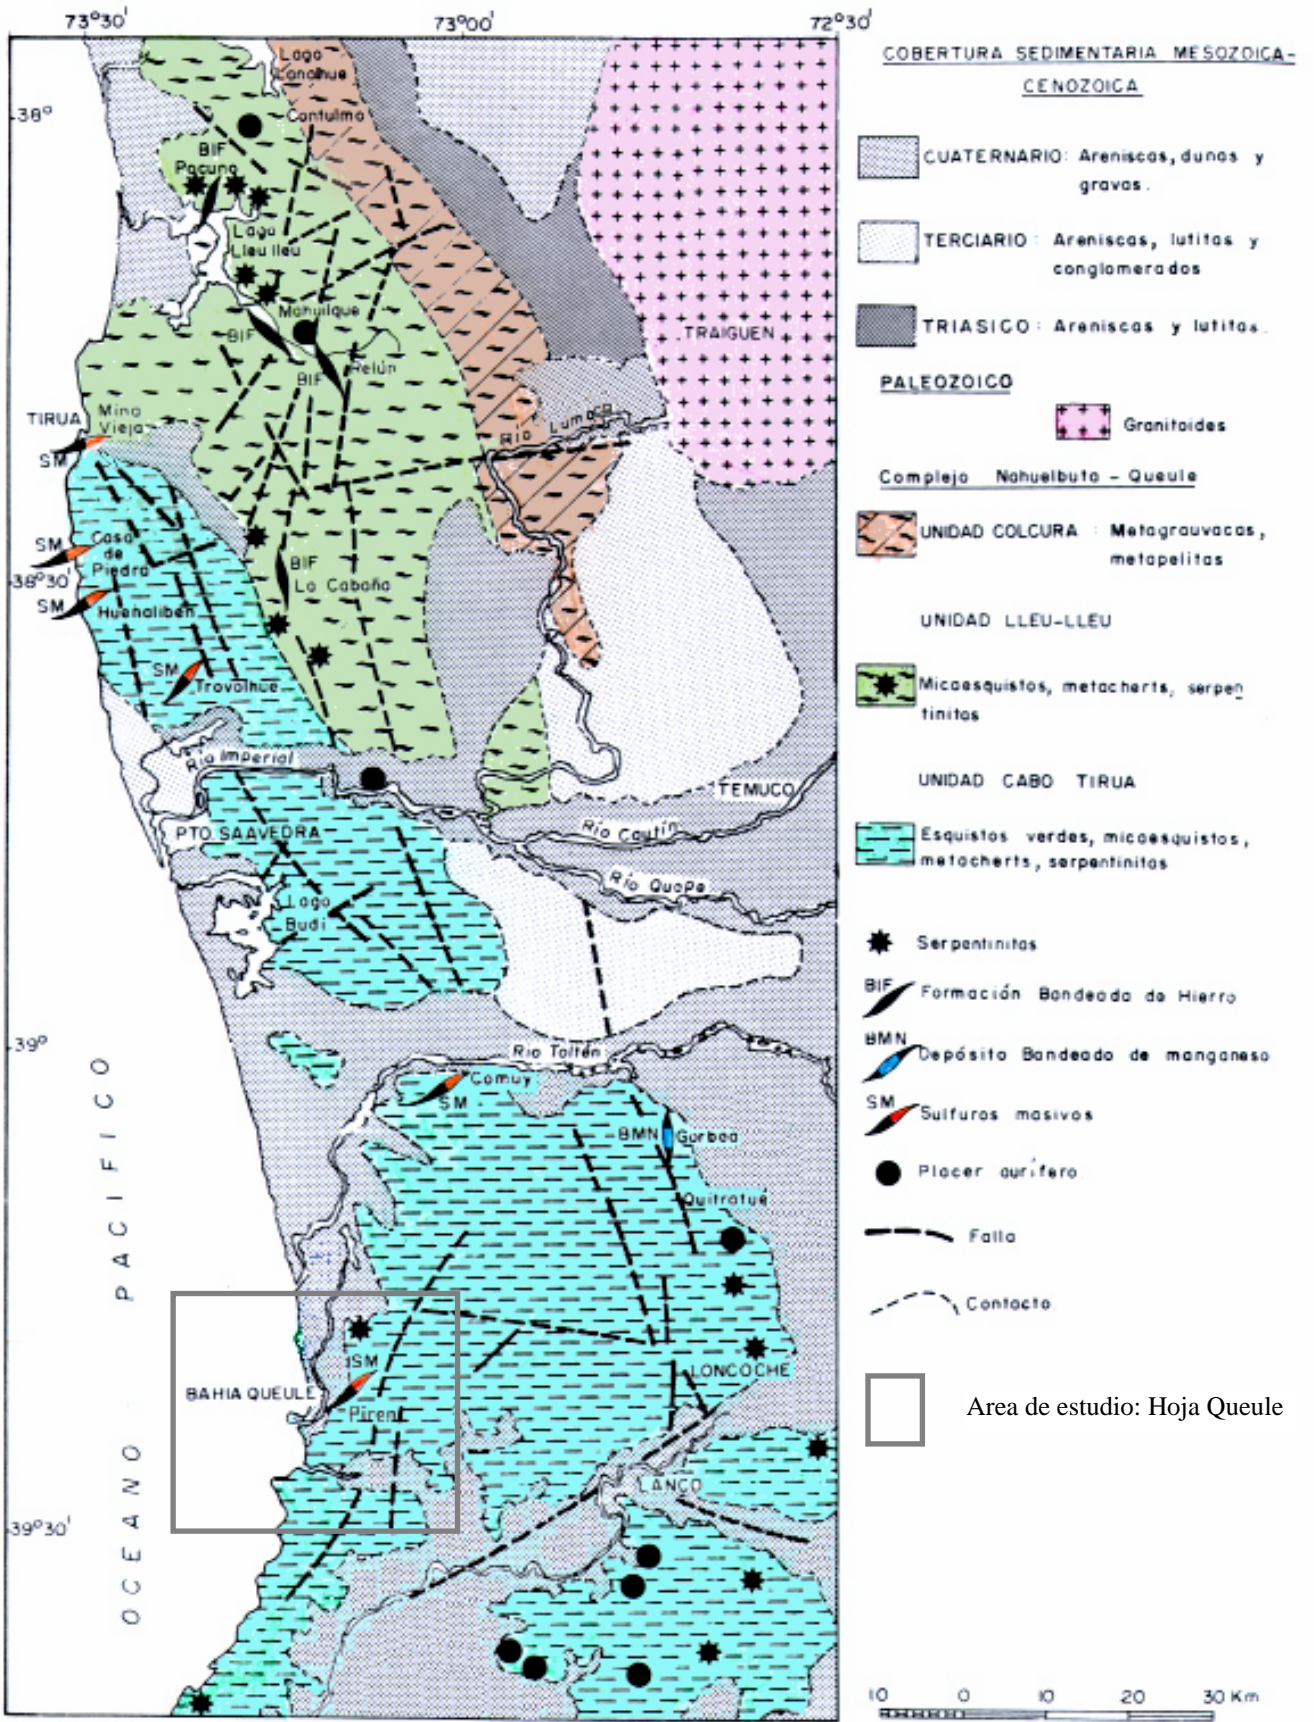 73°30'
73°00'
72°30'
38°
38°30'
39°
39°30'
Lago
Lanalhue
Contulmo
BIF
Pocuno
Lago
Lleu lleu
Mahuilque
BIF
BIF
Relún
TRAIGUEN
TIRUA
Mina
Vieja
SM
Río Lumaco
SM
Casa
de
Piedra
SM
Huenaliben
BIF
La Cabaña
SM
Trovolhue
Río Imperial
TEMUCO
PTO. SAAVEDRA
Río Cautín
Río Quepe
Lago
Budi
Río Toltén
Comuy
SM
BMN
Gorbea
Quitratué
SM
LONCOCHE
BAHIA QUEULE
Piren
LANCO
OCEANO PACIFICO
COBERTURA SEDIMENTARIA MESOZOICA-
CENOZOICA
CUATERNARIO: Areniscas, dunas y
gravas.
TERCIARIO: Areniscas, lutitas y
conglomerados
TRIASICO: Areniscas y lutitas.
PALEOZOICO
Granitoides
Complejo Nahuelbuta - Queule
UNIDAD COLCURA : Metagrauvacas,
metapelitas
UNIDAD LLEU-LLEU
Micaesquistos, metacherts, serpen
tinitas
UNIDAD CABO TIRUA
Esquistos verdes, micaesquistos,
metacherts, serpentinitas
Serpentinitas
BIF
Formación Bandeada de Hierro
BMN
Depósito Bandeado de manganeso
SM
Sulfuros masivos
Placer aurífero
Falla
Contacto
Area de estudio: Hoja Queule
10 0 10 20 30 Km